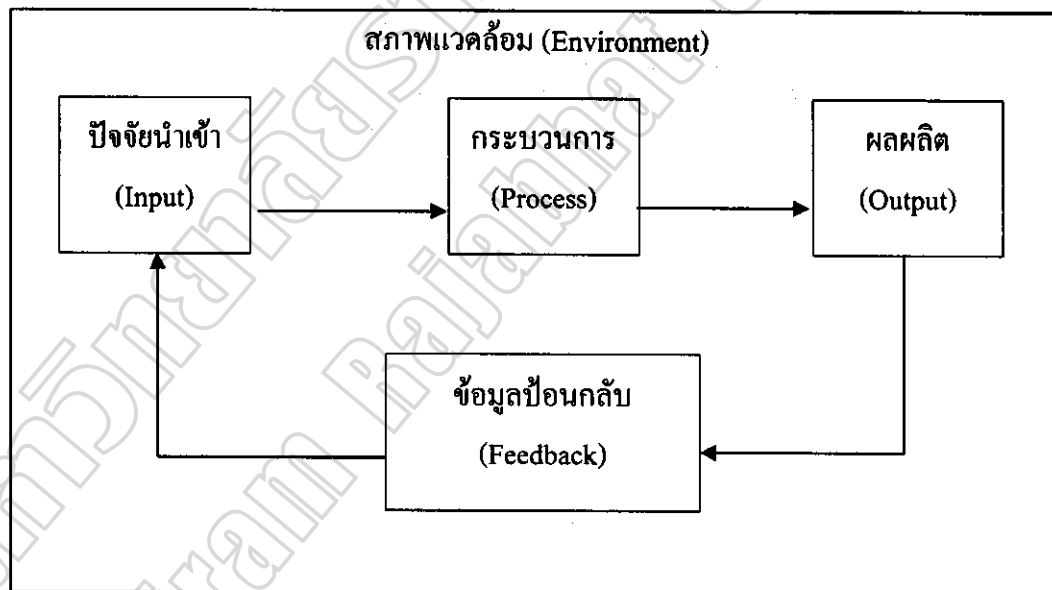 สภาพแวดล้อม (Environment)
ปัจจัยนำเข้า
(Input)
กระบวนการ
(Process)
ผลผลิต
(Output)
ข้อมูลป้อนกลับ
(Feedback)
Rajabhat